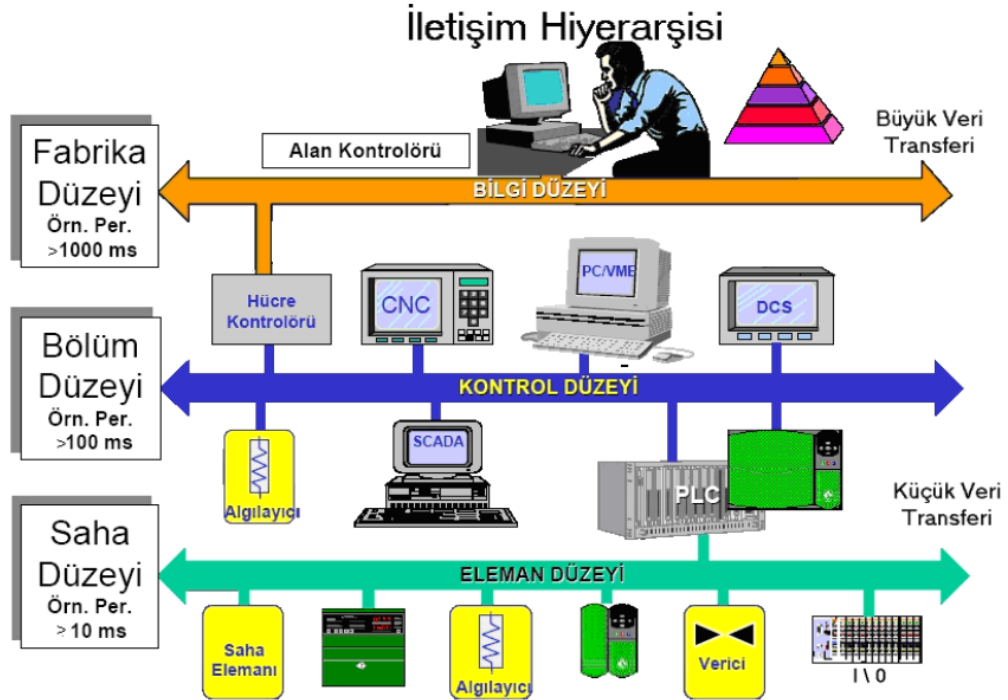 İletişim Hiyerarşisi
Büyük Veri
Transferi
Fabrika
Düzeyi
Örn. Per.
>1000 ms
Alan Kontrolörü
BİLGİ DÜZEYİ
Hücre
Kontrolörü
CNC
PC/VME
DCS
Bölüm
Düzeyi
Örn. Per.
>100 ms
KONTROL DÜZEYİ
Algılayıcı
SCADA
PLC
Küçük Veri
Transferi
Saha
Düzeyi
Örn. Per.
> 10 ms
ELEMAN DÜZEYİ
Saha
Elemanı
Algılayıcı
Verici
I \ O